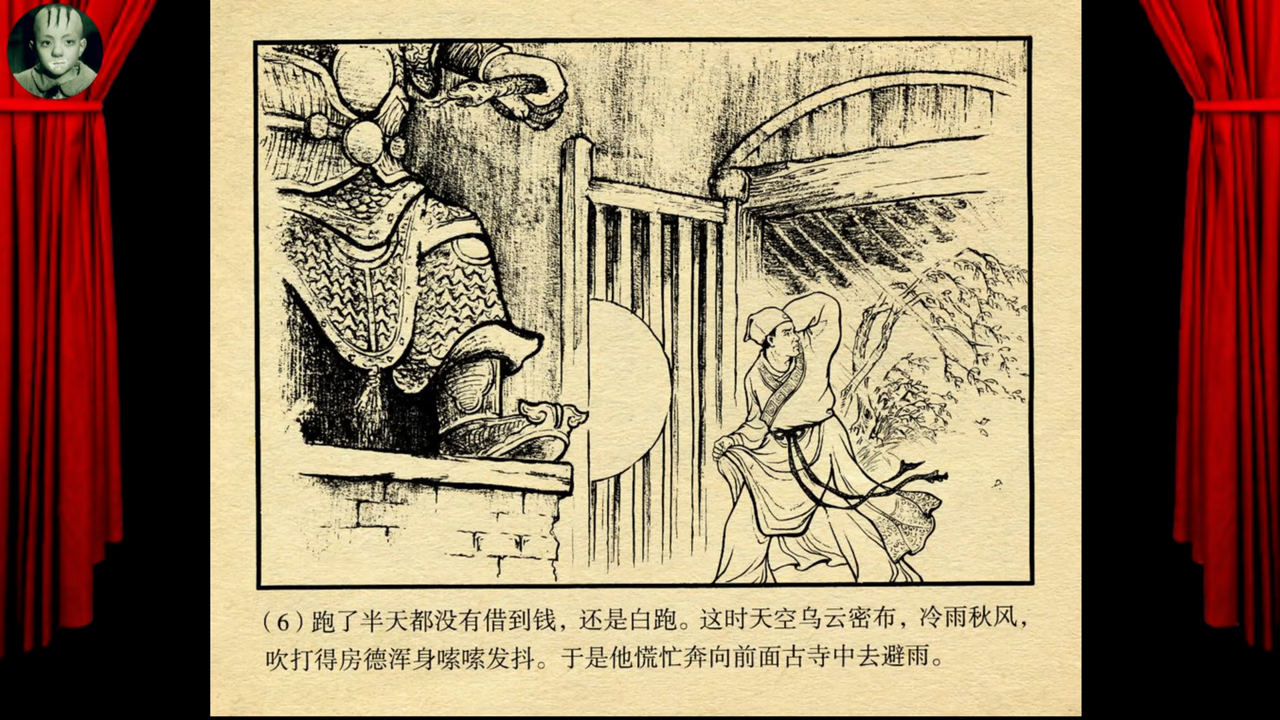 （6）跑了半天都没有借到钱，还是白跑。这时天空乌云密布，冷雨秋风，
吹打得房德浑身嗦嗦发抖。于是他慌忙奔向前面古寺中去避雨。